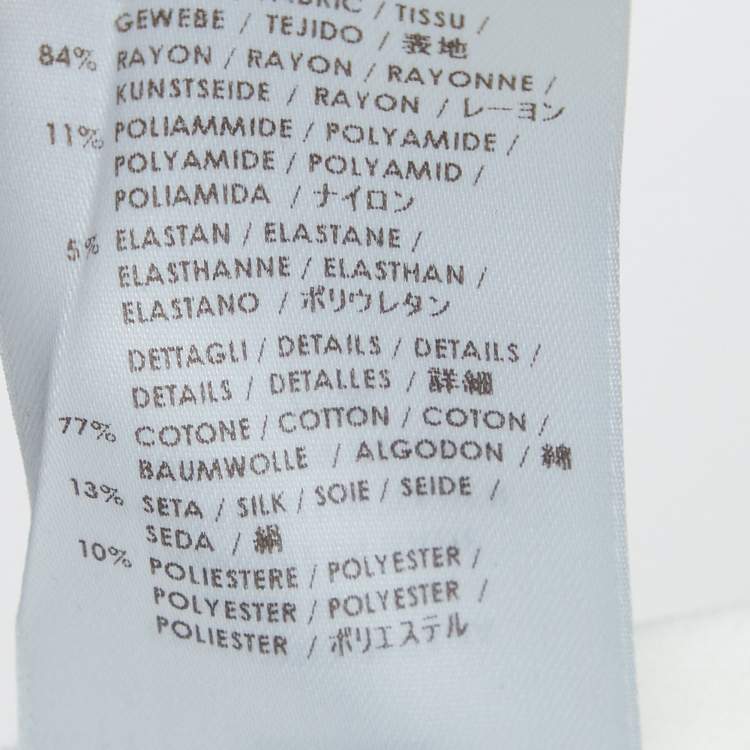 FABRIC / TISSU /
GEWEBE / TEJIDO / 表地
84% RAYON / RAYON / RAYONNE /
KUNSTSEIDE / RAYON / レーヨン
11% POLIAMMIDE / POLYAMIDE /
POLYAMIDE / POLYAMID /
POLIAMIDA / ナイロン
5% ELASTAN / ELASTANE /
ELASTHANNE / ELASTHAN /
ELASTANO / ポリウレタン
DETTAGLI / DETAILS / DETAILS /
DETAILS / DETALLES / 詳細
77% COTONE / COTTON / COTON /
BAUMWOLLE / ALGODON / 綿
13% SETA / SILK / SOIE / SEIDE /
SEDA / 絹
10% POLIESTERE / POLYESTER /
POLYESTER / POLYESTER /
POLIESTER / ポリエステル